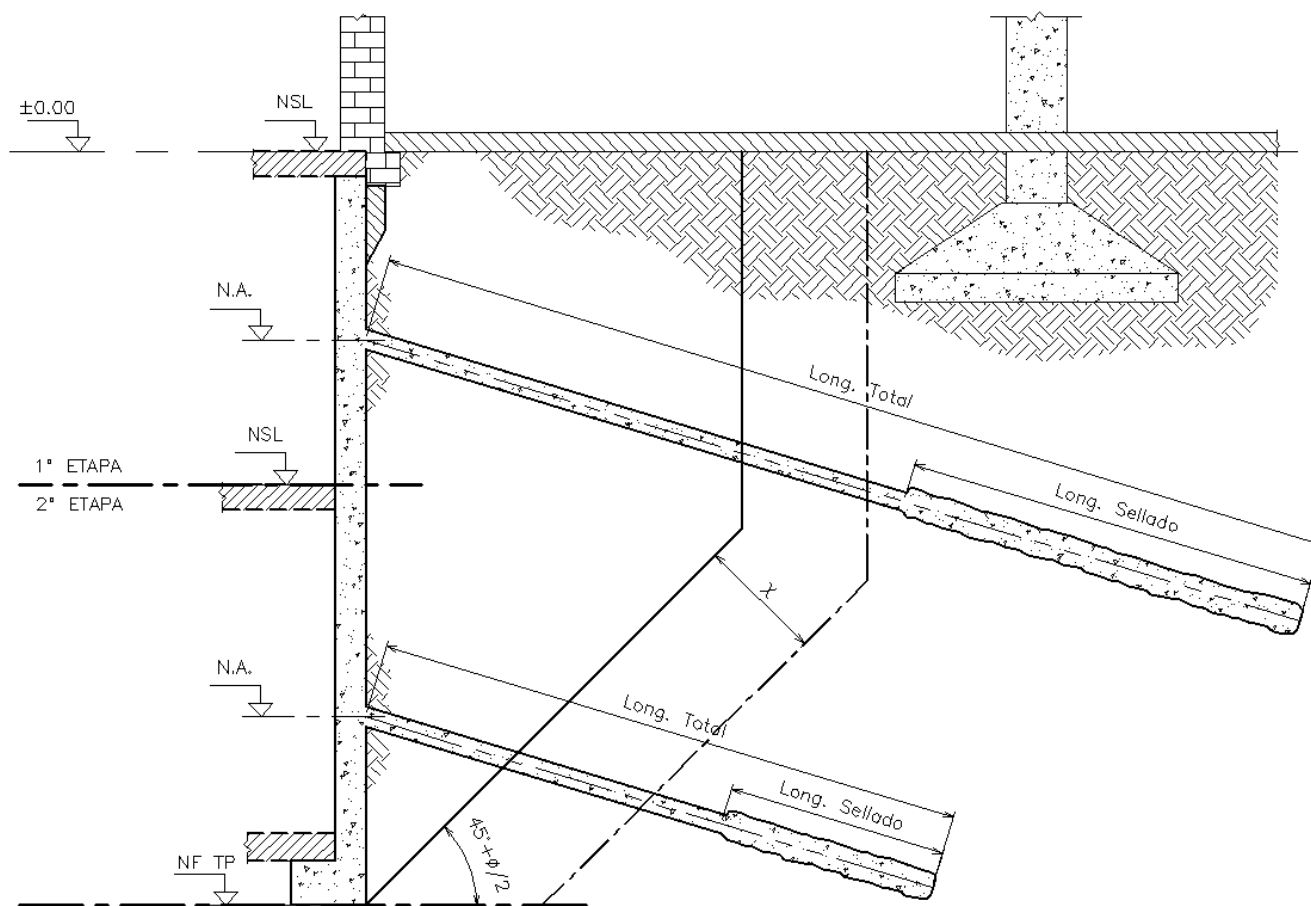 ±0.00
NSL
N.A.
Long. Total
NSL
1° ETAPA
2° ETAPA
Long. Sellado
χ
N.A.
Long. Total
Long. Sellado
45°+φ/2
NF TP